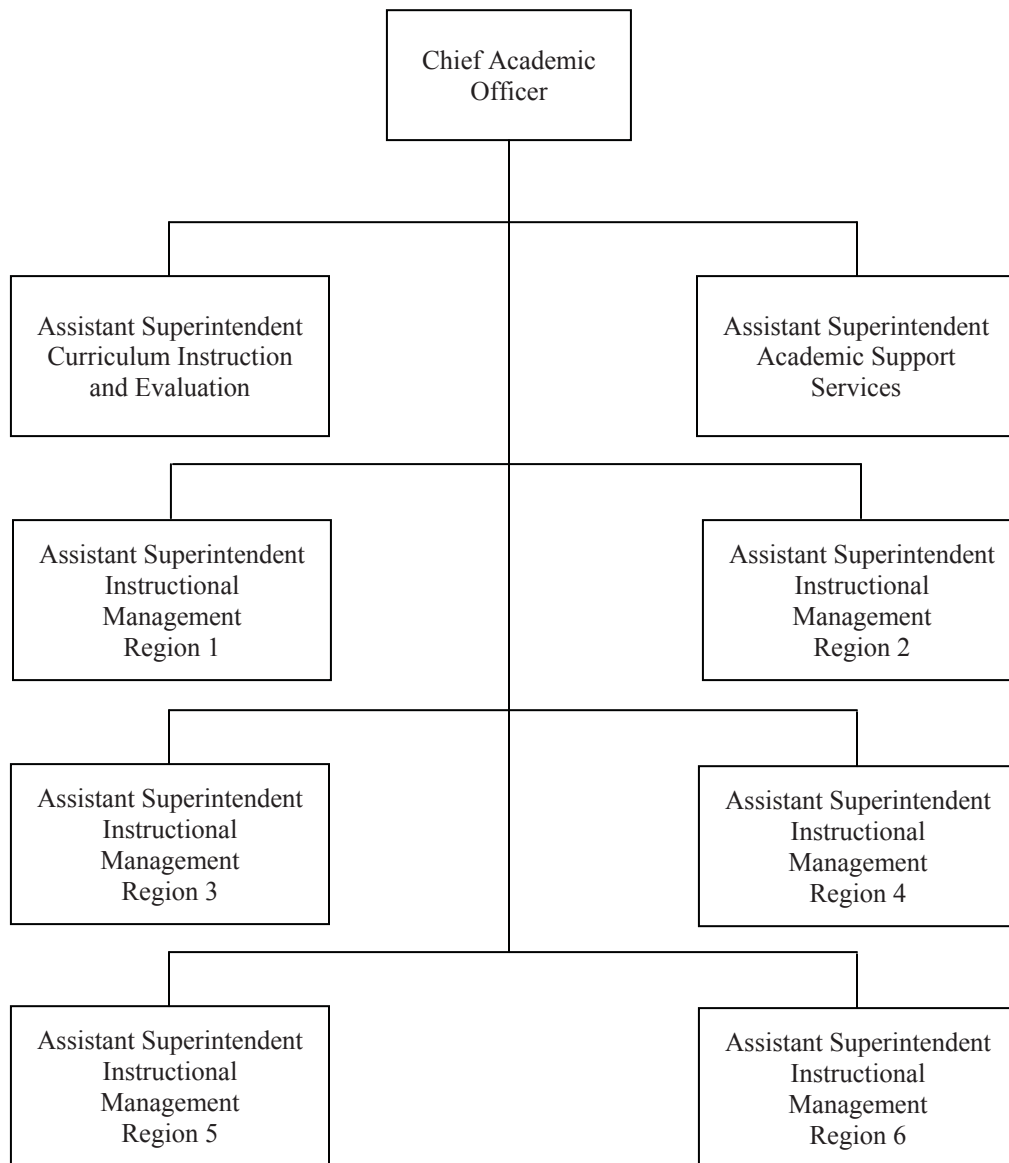 Chief Academic
Officer
Assistant Superintendent
Curriculum Instruction
and Evaluation
Assistant Superintendent
Academic Support
Services
Assistant Superintendent
Instructional
Management
Region 1
Assistant Superintendent
Instructional
Management
Region 2
Assistant Superintendent
Instructional
Management
Region 3
Assistant Superintendent
Instructional
Management
Region 4
Assistant Superintendent
Instructional
Management
Region 5
Assistant Superintendent
Instructional
Management
Region 6